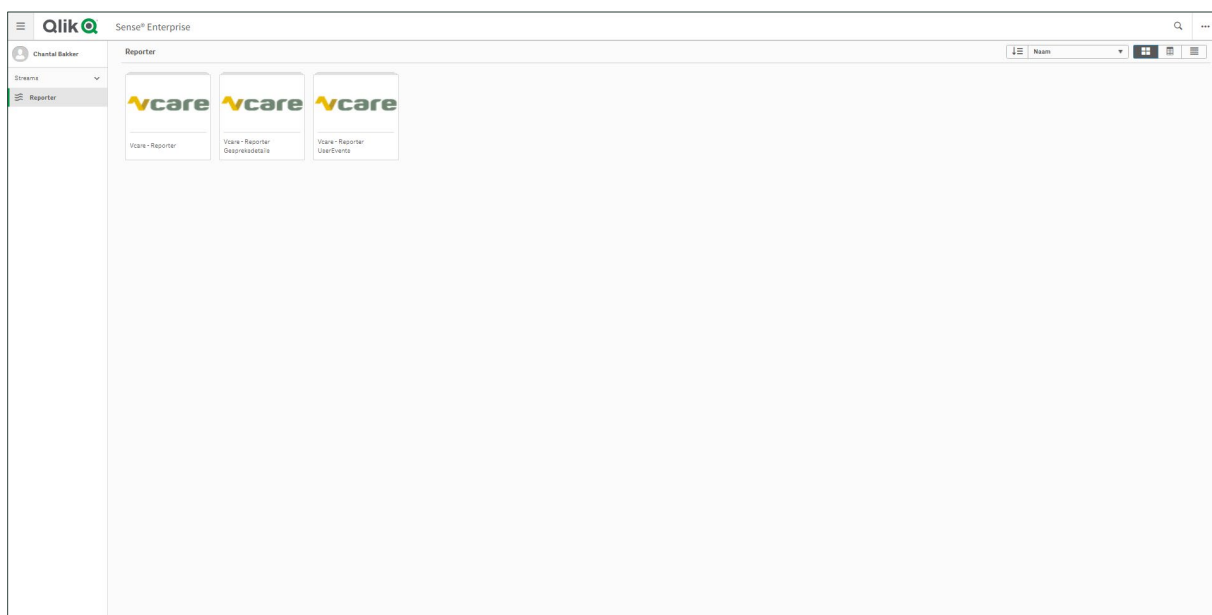 Qlik Sense® Enterprise
Chantal Bakker
Reporter
Naam
Streams
Reporter
vcare vcare vcare
Vcare - Reporter
Vcare - Reporter
Gespreksdetails
Vcare - Reporter
UserEvents